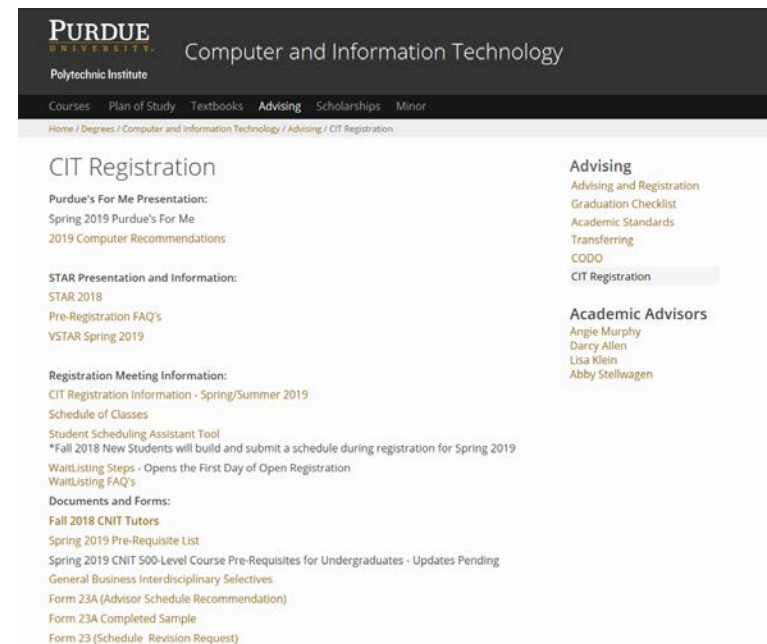 PURDUE
UNIVERSITY.
Polytechnic Institute
Computer and Information Technology
Courses Plan of Study Textbooks Advising Scholarships Minor
Home / Degrees / Computer and Information Technology / Advising / CIT Registration
CIT Registration
Purdue's For Me Presentation:
Spring 2019 Purdue's For Me
2019 Computer Recommendations
STAR Presentation and Information:
STAR 2018
Pre-Registration FAQ's
VSTAR Spring 2019
Registration Meeting Information:
CIT Registration Information - Spring/Summer 2019
Schedule of Classes
Student Scheduling Assistant Tool
*Fall 2018 New Students will build and submit a schedule during registration for Spring 2019
WaitListing Steps - Opens the First Day of Open Registration
WaitListing FAQ's
Documents and Forms:
Fall 2018 CNIT Tutors
Spring 2019 Pre-Requisite List
Spring 2019 CNIT 500-Level Course Pre-Requisites for Undergraduates - Updates Pending
General Business Interdisciplinary Selectives
Form 23A (Advisor Schedule Recommendation)
Form 23A Completed Sample
Form 23 (Schedule Revision Request)
Advising
Advising and Registration
Graduation Checklist
Academic Standards
Transferring
CODO
CIT Registration
Academic Advisors
Angie Murphy
Darcy Allen
Lisa Klein
Abby Stellwagen